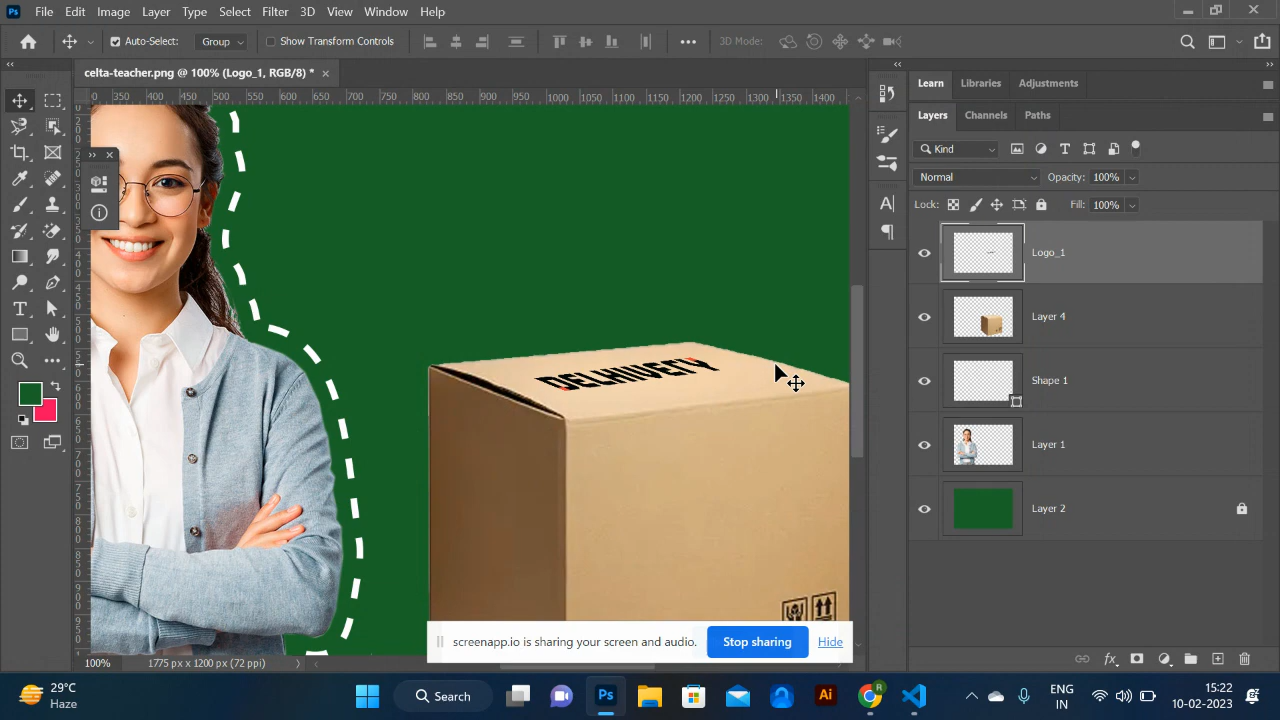 File Edit Image Layer Type Select Filter 3D View Window Help
Auto-Select: Group Show Transform Controls 3D Mode:
celta-teacher.png @ 100% (Logo_1, RGB/8) *
350 400 450 500 550 600 650 700 750 800 850 900 950 1000 1050 1100 1150 1200 1250 1300 1350 1400
DELHIVERY
Learn Libraries Adjustments
Layers Channels Paths
Kind
Normal Opacity: 100%
Lock: Fill: 100%
Logo_1
Layer 4
Shape 1
Layer 1
Layer 2
screenapp.io is sharing your screen and audio. Stop sharing Hide
100% 1775 px x 1200 px (72 ppi)
29°C
Haze
Search
ENG
IN
15:22
10-02-2023